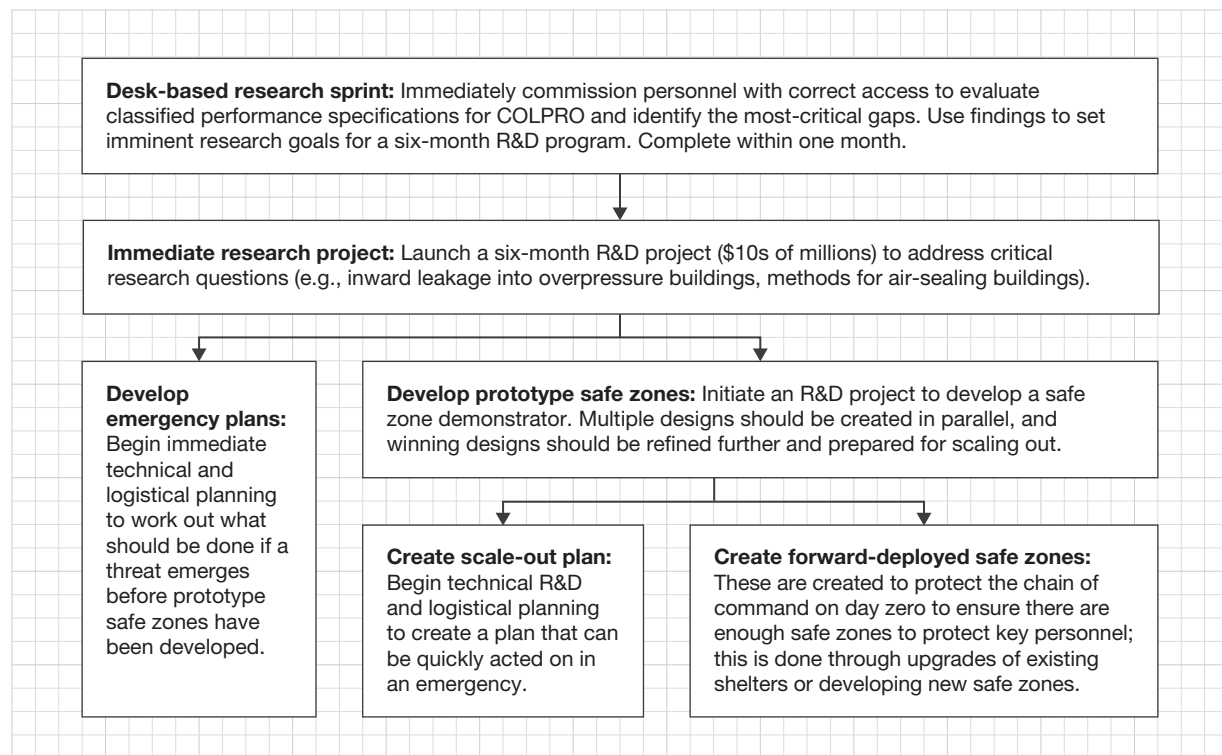 Desk-based research sprint: Immediately commission personnel with correct access to evaluate
classified performance specifications for COLPRO and identify the most-critical gaps. Use findings to set
imminent research goals for a six-month R&D program. Complete within one month.
Immediate research project: Launch a six-month R&D project ($10s of millions) to address critical
research questions (e.g., inward leakage into overpressure buildings, methods for air-sealing buildings).
Develop
emergency plans:
Begin immediate
technical and
logistical planning
to work out what
should be done if a
threat emerges
before prototype
safe zones have
been developed.
Develop prototype safe zones: Initiate an R&D project to develop a safe
zone demonstrator. Multiple designs should be created in parallel, and
winning designs should be refined further and prepared for scaling out.
Create scale-out plan:
Begin technical R&D
and logistical planning
to create a plan that can
be quickly acted on in
an emergency.
Create forward-deployed safe zones:
These are created to protect the chain of
command on day zero to ensure there are
enough safe zones to protect key personnel;
this is done through upgrades of existing
shelters or developing new safe zones.